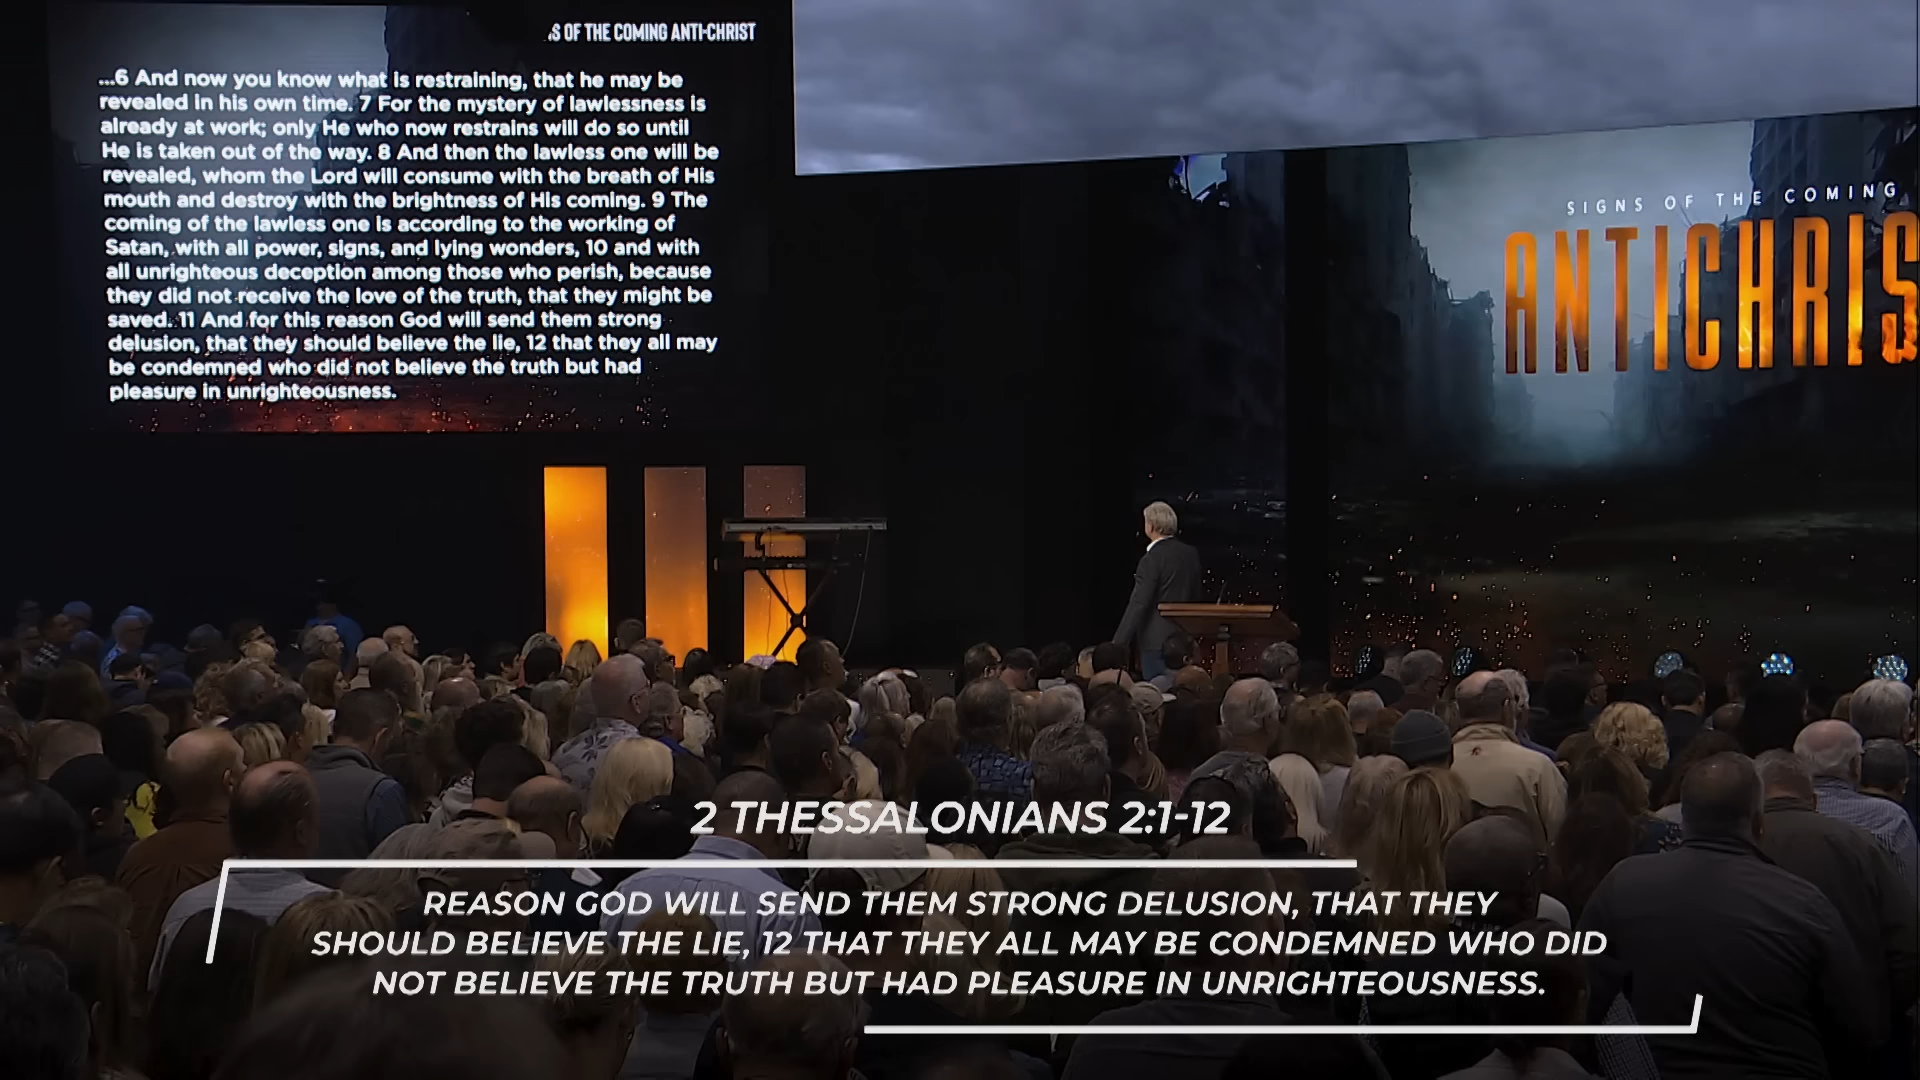 S OF THE COMING ANTI-CHRIST
...6 And now you know what is restraining, that he may be
revealed in his own time. 7 For the mystery of lawlessness is
already at work; only He who now restrains will do so until
He is taken out of the way. 8 And then the lawless one will be
revealed, whom the Lord will consume with the breath of His
mouth and destroy with the brightness of His coming. 9 The
coming of the lawless one is according to the working of
Satan, with all power, signs, and lying wonders, 10 and with
all unrighteous deception among those who perish, because
they did not receive the love of the truth, that they might be
saved. 11 And for this reason God will send them strong
delusion, that they should believe the lie, 12 that they all may
be condemned who did not believe the truth but had
pleasure in unrighteousness.
SIGNS OF THE COMING
ANTICHRIS
2 THESSALONIANS 2:1-12
REASON GOD WILL SEND THEM STRONG DELUSION, THAT THEY
SHOULD BELIEVE THE LIE, 12 THAT THEY ALL MAY BE CONDEMNED WHO DID
NOT BELIEVE THE TRUTH BUT HAD PLEASURE IN UNRIGHTEOUSNESS.